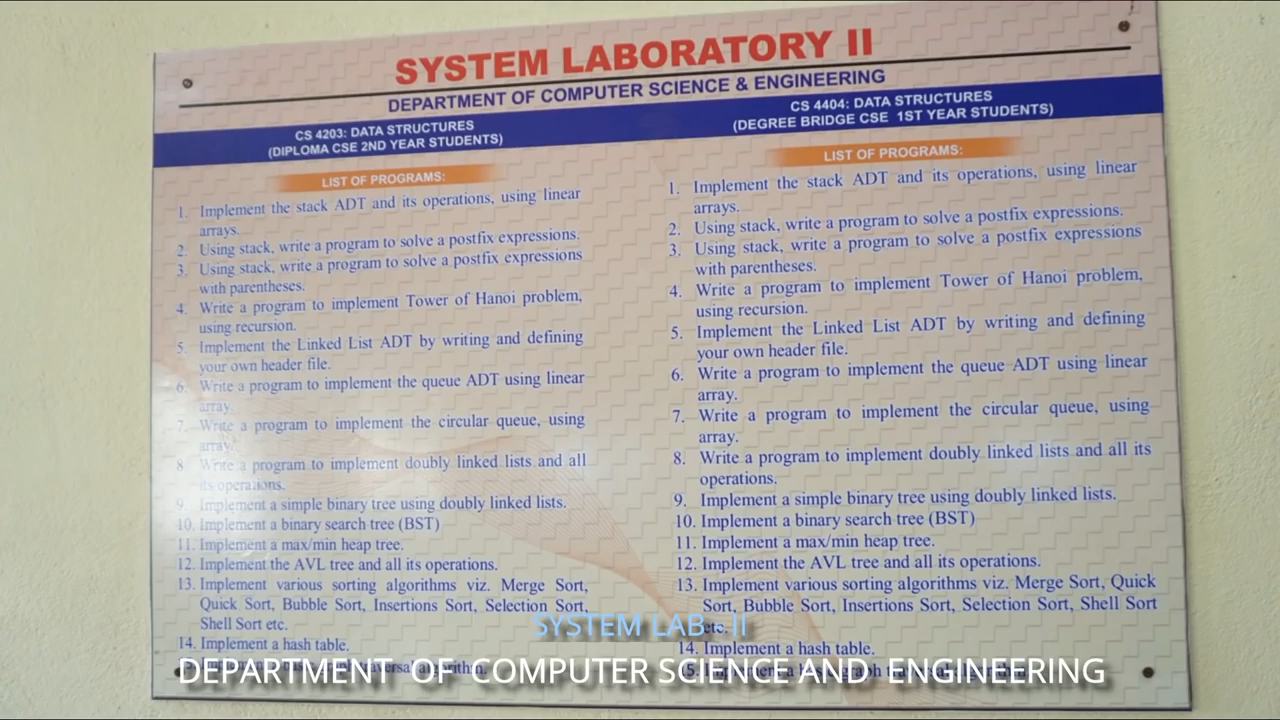 SYSTEM LABORATORY II
DEPARTMENT OF COMPUTER SCIENCE & ENGINEERING
CS 4203: DATA STRUCTURES
(DIPLOMA CSE 2ND YEAR STUDENTS)
LIST OF PROGRAMS:
1. Implement the stack ADT and its operations, using linear
arrays.
2. Using stack, write a program to solve a postfix expressions.
3. Using stack, write a program to solve a postfix expressions
with parentheses.
4. Write a program to implement Tower of Hanoi problem,
using recursion.
5. Implement the Linked List ADT by writing and defining
your own header file.
6. Write a program to implement the queue ADT using linear
array.
7. Write a program to implement the circular queue, using
array.
8. Write a program to implement doubly linked lists and all
its operations.
9. Implement a simple binary tree using doubly linked lists.
10. Implement a binary search tree (BST)
11. Implement a max/min heap tree.
12. Implement the AVL tree and all its operations.
13. Implement various sorting algorithms viz. Merge Sort,
Quick Sort, Bubble Sort, Insertions Sort, Selection Sort,
Shell Sort etc.
14. Implement a hash table.
CS 4404: DATA STRUCTURES
(DEGREE BRIDGE CSE 1ST YEAR STUDENTS)
LIST OF PROGRAMS:
1. Implement the stack ADT and its operations, using linear
arrays.
2. Using stack, write a program to solve a postfix expressions.
3. Using stack, write a program to solve a postfix expressions
with parentheses.
4. Write a program to implement Tower of Hanoi problem,
using recursion.
5. Implement the Linked List ADT by writing and defining
your own header file.
6. Write a program to implement the queue ADT using linear
array.
7. Write a program to implement the circular queue, using
array.
8. Write a program to implement doubly linked lists and all its
operations.
9. Implement a simple binary tree using doubly linked lists.
10. Implement a binary search tree (BST)
11. Implement a max/min heap tree.
12. Implement the AVL tree and all its operations.
13. Implement various sorting algorithms viz. Merge Sort, Quick
Sort, Bubble Sort, Insertions Sort, Selection Sort, Shell Sort
etc.
14. Implement a hash table.
SYSTEM LAB- II
DEPARTMENT OF COMPUTER SCIENCE AND ENGINEERING